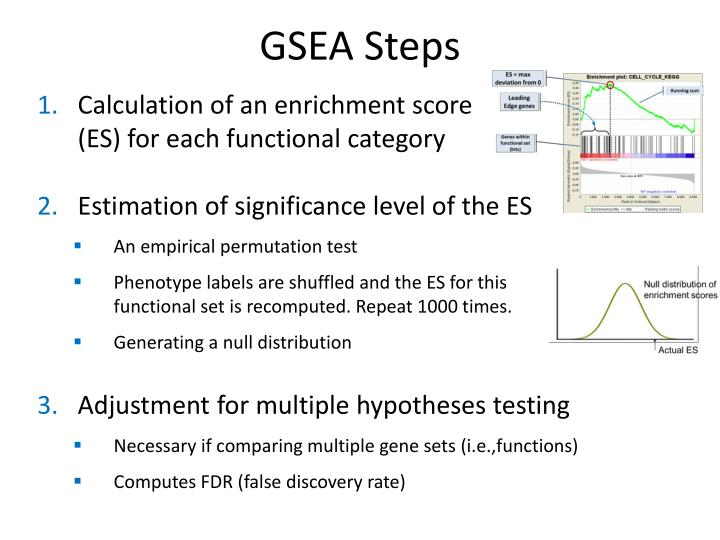 GSEA Steps
1. Calculation of an enrichment score
(ES) for each functional category
ES = max
deviation from 0
Leading
Edge genes
Genes within
functional set
(hits)
Enrichment plot: CELL_CYCLE_KEGG
Running sum
2. Estimation of significance level of the ES
▪ An empirical permutation test
▪ Phenotype labels are shuffled and the ES for this
functional set is recomputed. Repeat 1000 times.
▪ Generating a null distribution
Null distribution of
enrichment scores
Actual ES
3. Adjustment for multiple hypotheses testing
▪ Necessary if comparing multiple gene sets (i.e.,functions)
▪ Computes FDR (false discovery rate)